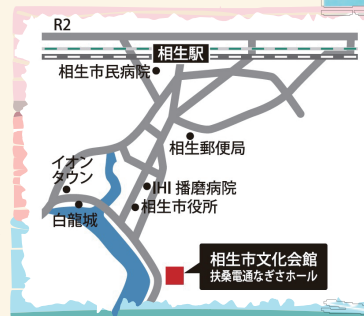 R2
相生駅
相生市民病院
相生郵便局
イオン
タウン
IHI 播磨病院
相生市役所
白龍城
相生市文化会館
扶桑電通なぎさホール